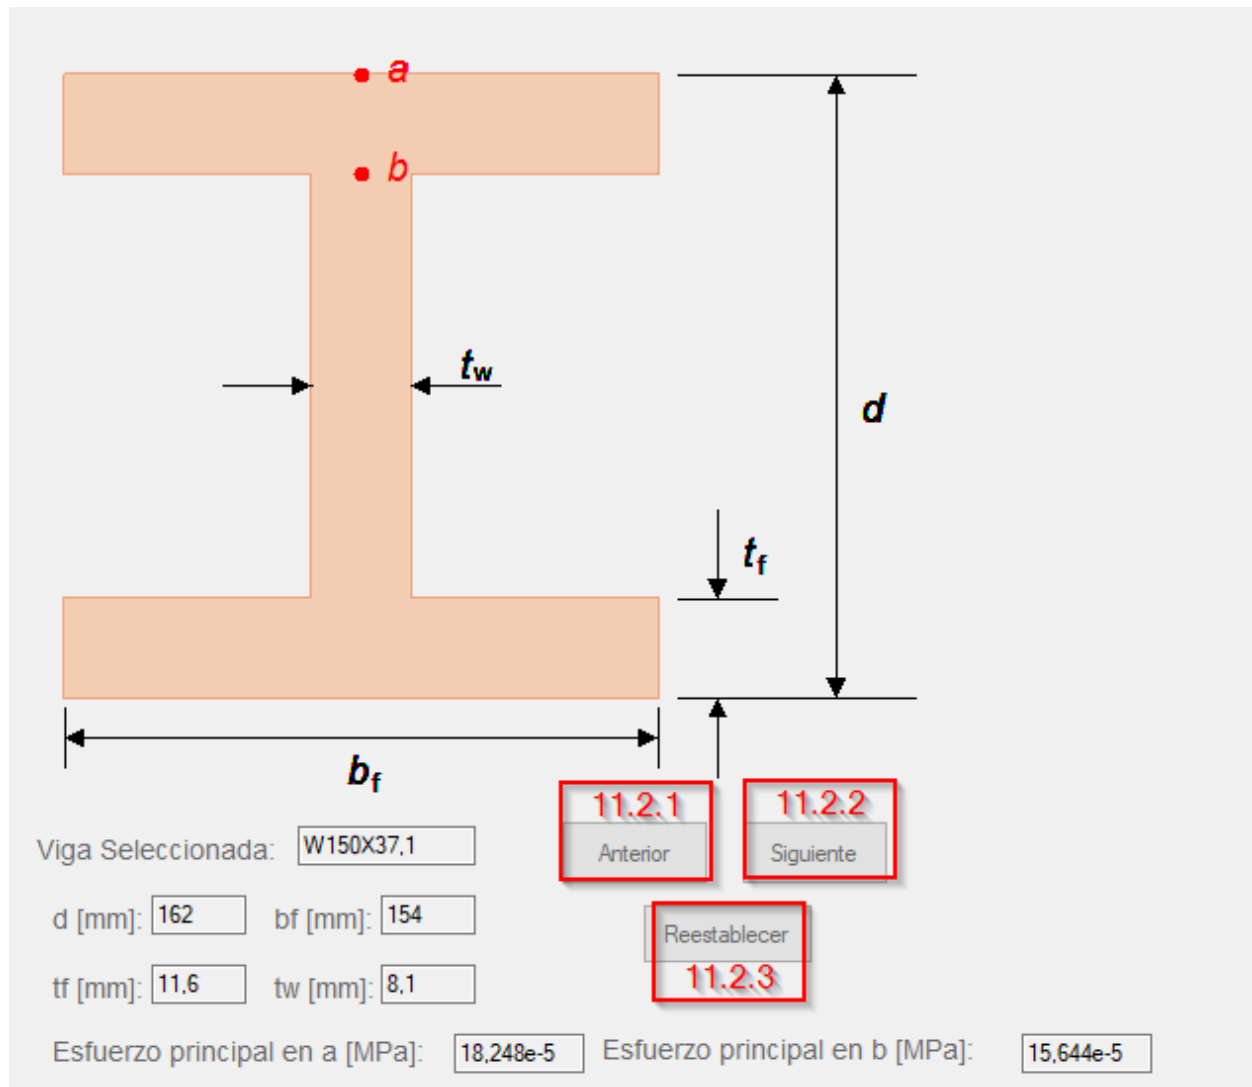 a
b
tw
d
tf
bf
11.2.1
11.2.2
Viga Seleccionada: W150X37,1
Anterior
Siguiente
d [mm]: 162 bf [mm]: 154
Reestablecer
11.2.3
tf [mm]: 11,6 tw [mm]: 8,1
Esfuerzo principal en a [MPa]: 18,248e-5 Esfuerzo principal en b [MPa]: 15,644e-5